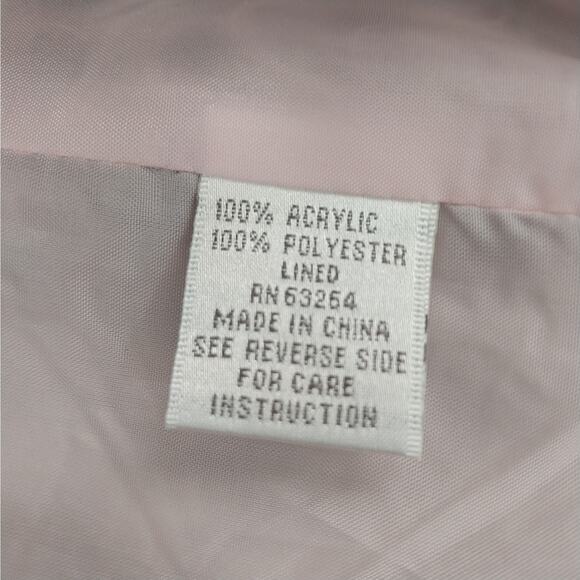 100% ACRYLIC
100% POLYESTER
LINED
RN63264
MADE IN CHINA
SEE REVERSE SIDE
FOR CARE
INSTRUCTION